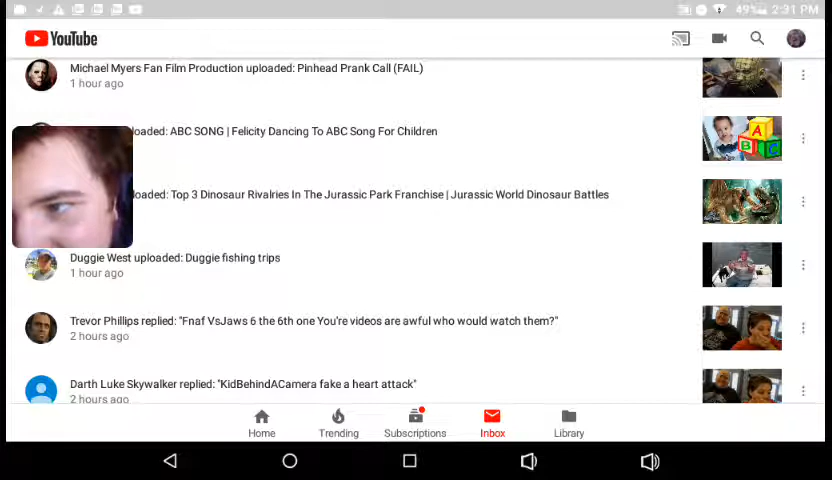 49% 2:31 PM
YouTube
Michael Myers Fan Film Production uploaded: Pinhead Prank Call (FAIL)
1 hour ago
loaded: ABC SONG | Felicity Dancing To ABC Song For Children
A
B C
loaded: Top 3 Dinosaur Rivalries In The Jurassic Park Franchise | Jurassic World Dinosaur Battles
Duggie West uploaded: Duggie fishing trips
1 hour ago
Trevor Phillips replied: "Fnaf VsJaws 6 the 6th one You're videos are awful who would watch them?"
2 hours ago
Darth Luke Skywalker replied: "KidBehindACamera fake a heart attack"
2 hours ago
Home Trending Subscriptions Inbox Library